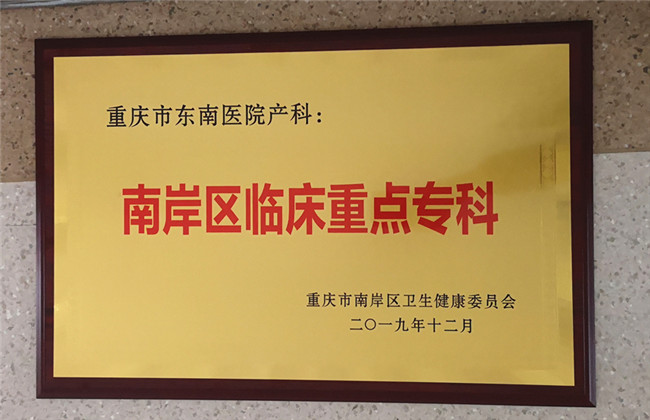 重庆市东南医院产科：
南岸区临床重点专科
重庆市南岸区卫生健康委员会
二〇一九年十二月